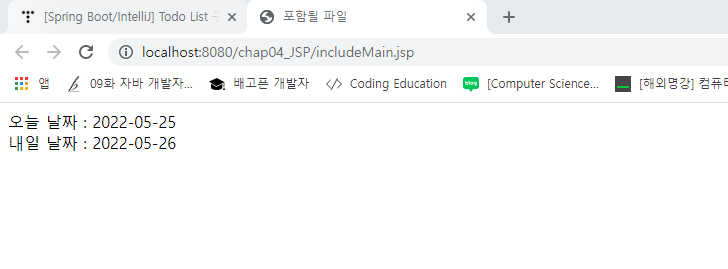 [Spring Boot/IntelliJ] Todo List
포함될 파일
localhost:8080/chap04_JSP/includeMain.jsp
앱 09화 자바 개발자... 배고픈 개발자 Coding Education blog [Computer Science... [해외명강] 컴퓨터
오늘 날짜 : 2022-05-25
내일 날짜 : 2022-05-26